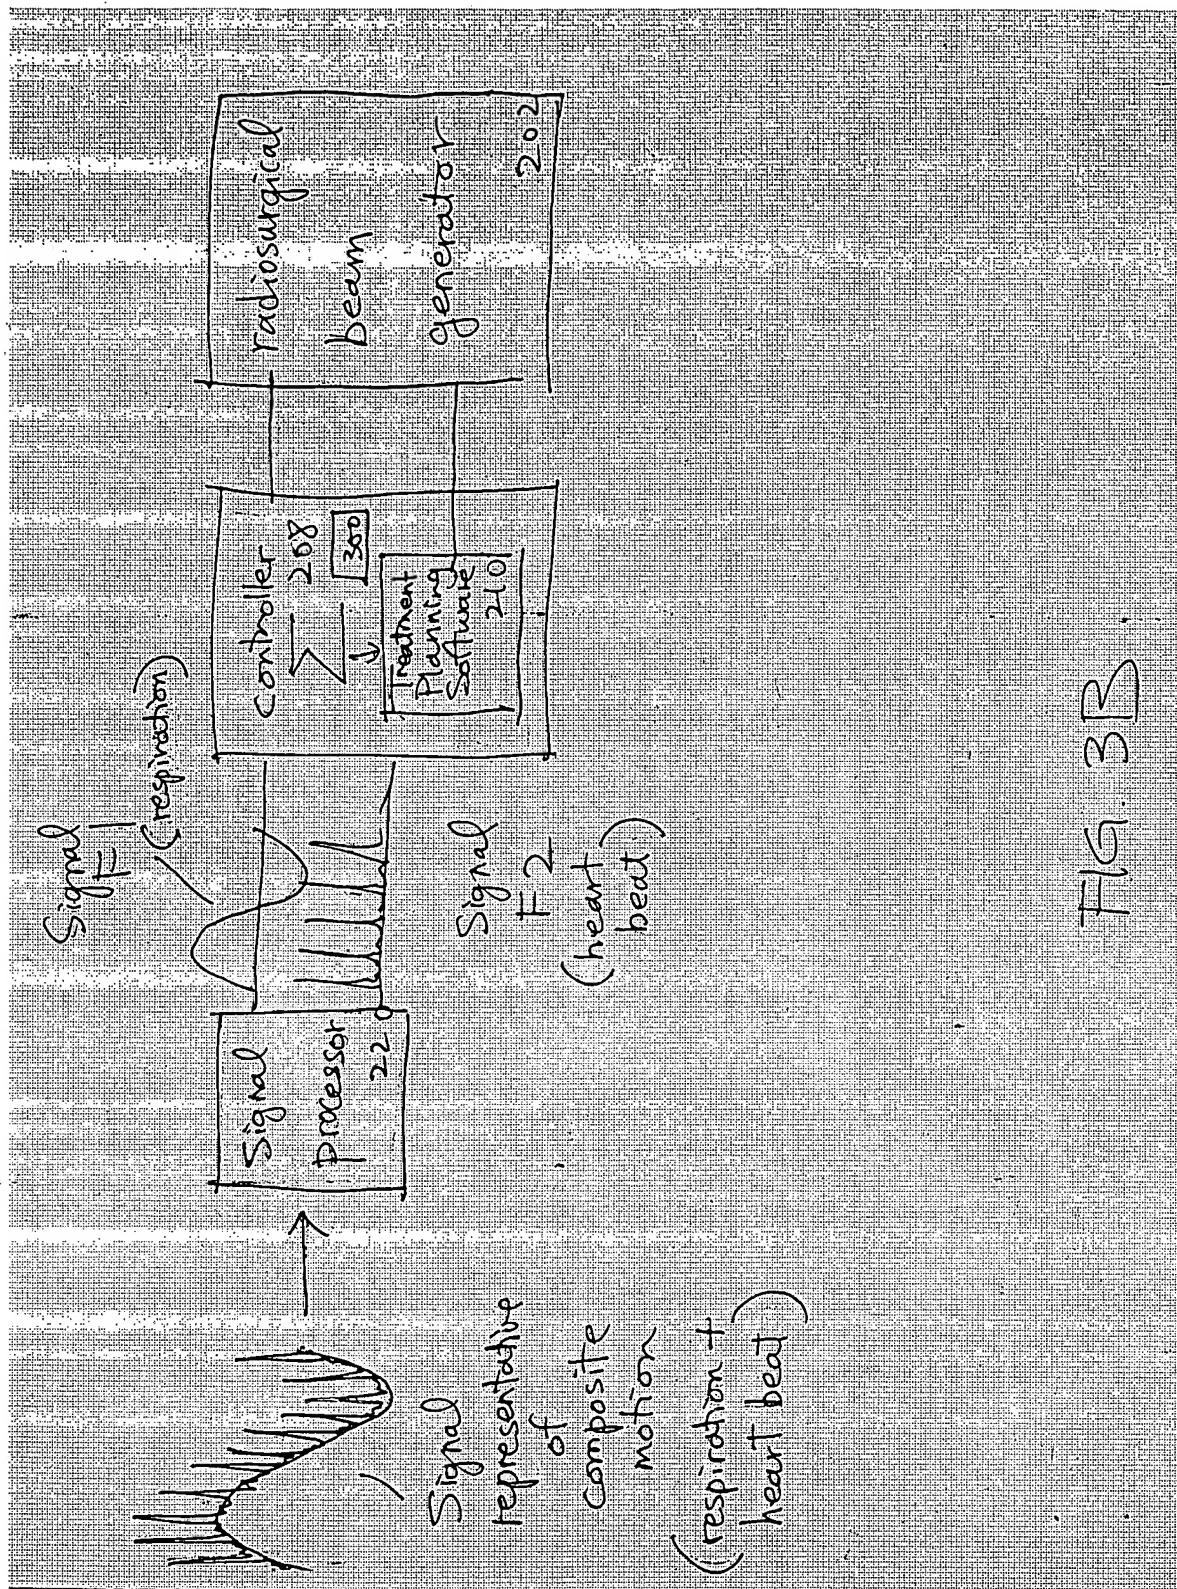 Signal
representative
of
composite
motion
(respiration +
heart beat)
Signal
processor
220
Signal
F1
(respiration)
Signal
F2
(heart
beat)
Controller
Σ 208
300
Treatment
Planning
Software
210
radiosurgical
beam
generator
202
FIG. 3B